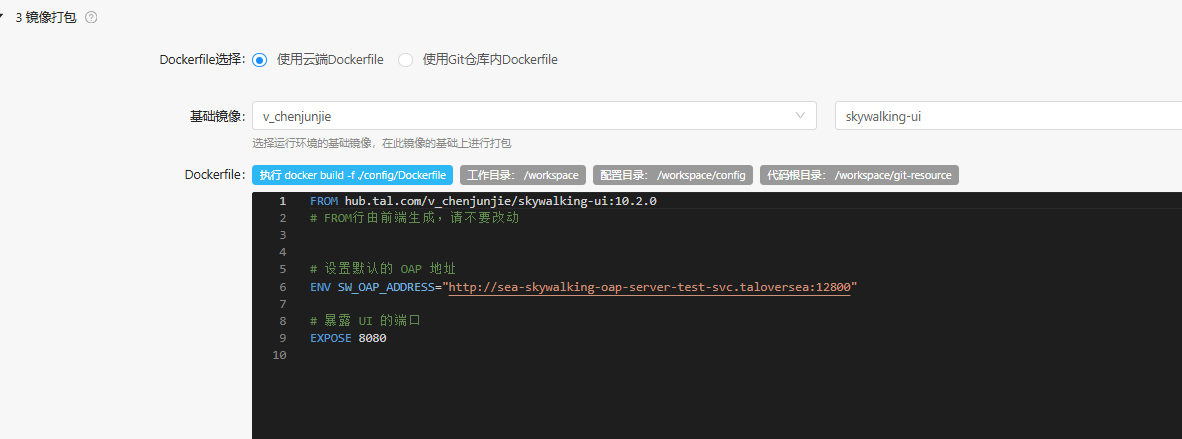 3 镜像打包
Dockerfile选择: 使用云端Dockerfile 使用Git仓库内Dockerfile
基础镜像: v_chenjunjie skywalking-ui
选择运行环境的基础镜像，在此镜像的基础上进行打包
Dockerfile: 执行 docker build -f ./config/Dockerfile 工作目录： /workspace 配置目录： /workspace/config 代码根目录： /workspace/git-resource
1 FROM hub.tal.com/v_chenjunjie/skywalking-ui:10.2.0
2 # FROM行由前端生成，请不要改动
3
4
5 # 设置默认的 OAP 地址
6 ENV SW_OAP_ADDRESS="http://sea-skywalking-oap-server-test-svc.taloversea:12800"
7
8 # 暴露 UI 的端口
9 EXPOSE 8080
10